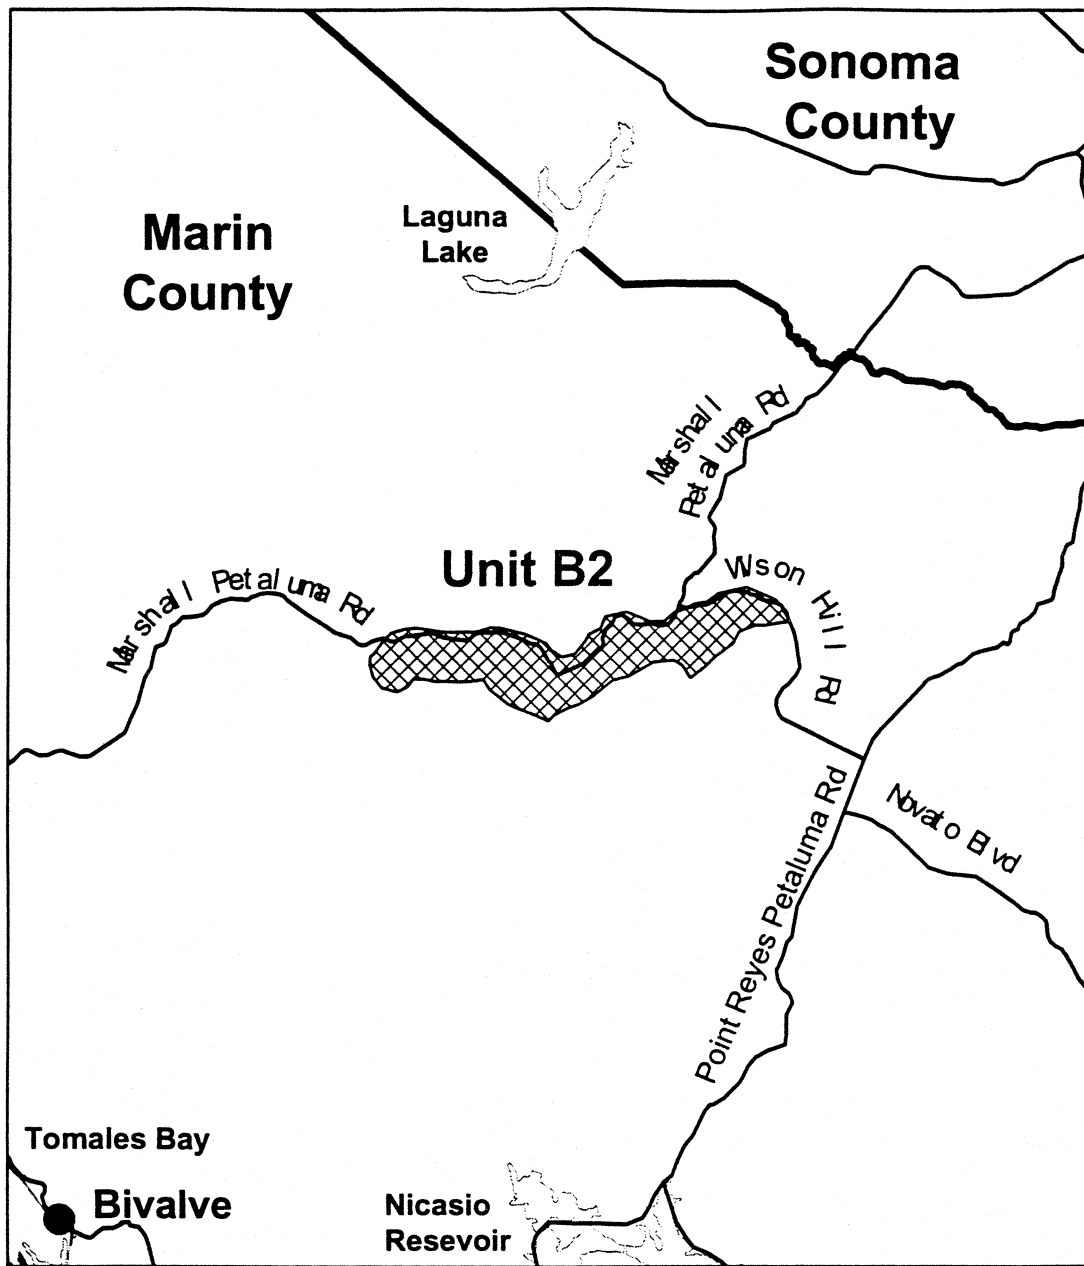 Sonoma
County
Marin
County
Laguna
Lake
Marshall
Petaluma Rd
Unit B2
Wilson Hill Rd
Marshall Petaluma Rd
Point Reyes Petaluma Rd
Novato Blvd
Tomales Bay
Bivalve
Nicasio
Resevoir